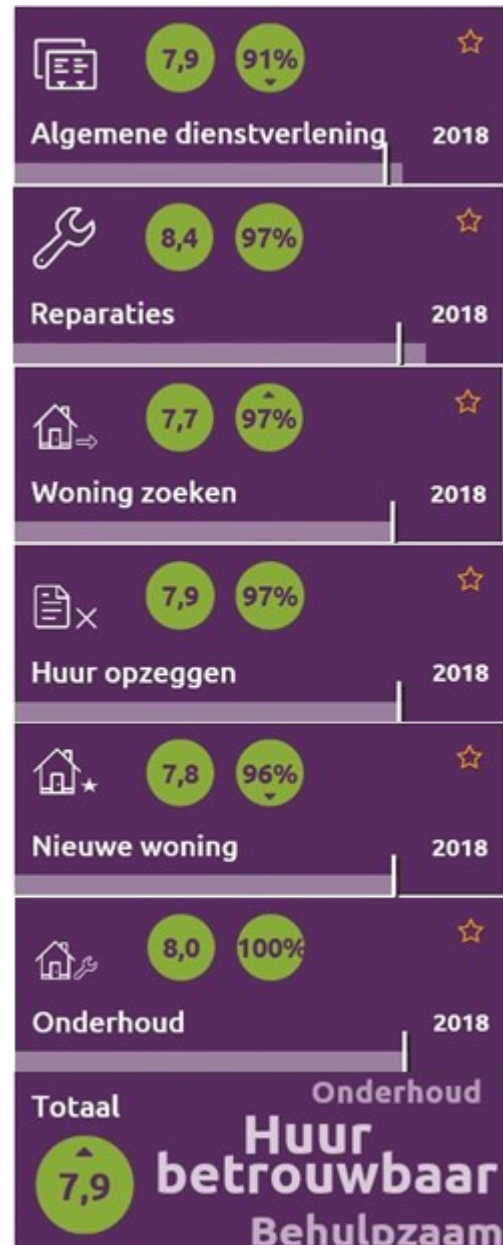 7,9 91%
Algemene dienstverlening 2018
8,4 97%
Reparaties 2018
7,7 97%
Woning zoeken 2018
7,9 97%
Huur opzeggen 2018
7,8 96%
Nieuwe woning 2018
8,0 100%
Onderhoud 2018
Totaal
7,9
Onderhoud
Huur
betrouwbaar
Behulpzaam